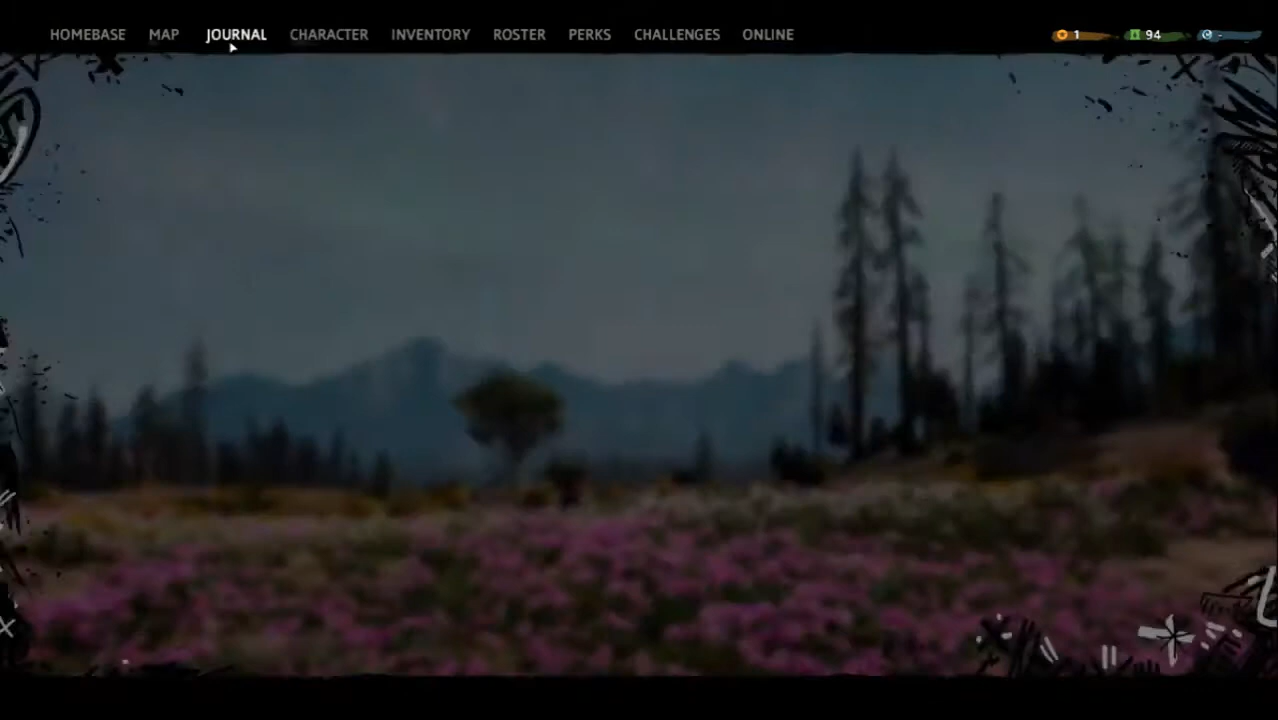 HOMEBASE MAP JOURNAL CHARACTER INVENTORY ROSTER PERKS CHALLENGES ONLINE 1 94 -